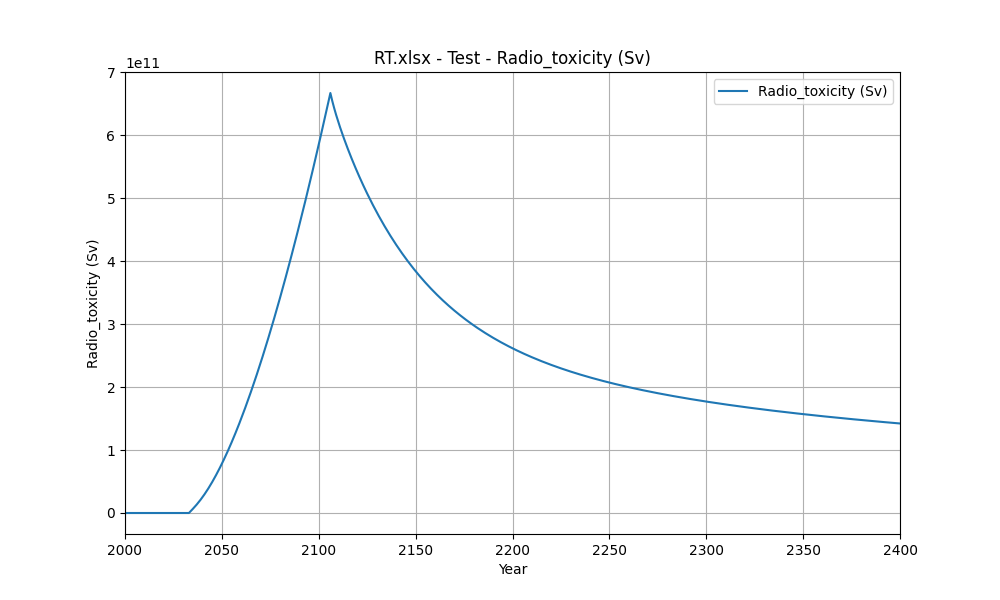 RT.xlsx - Test - Radio_toxicity (Sv)
1e11
Radio_toxicity (Sv)
7
6
5
4
3
2
1
0
Radio_toxicity (Sv)
2000 2050 2100 2150 2200 2250 2300 2350 2400
Year